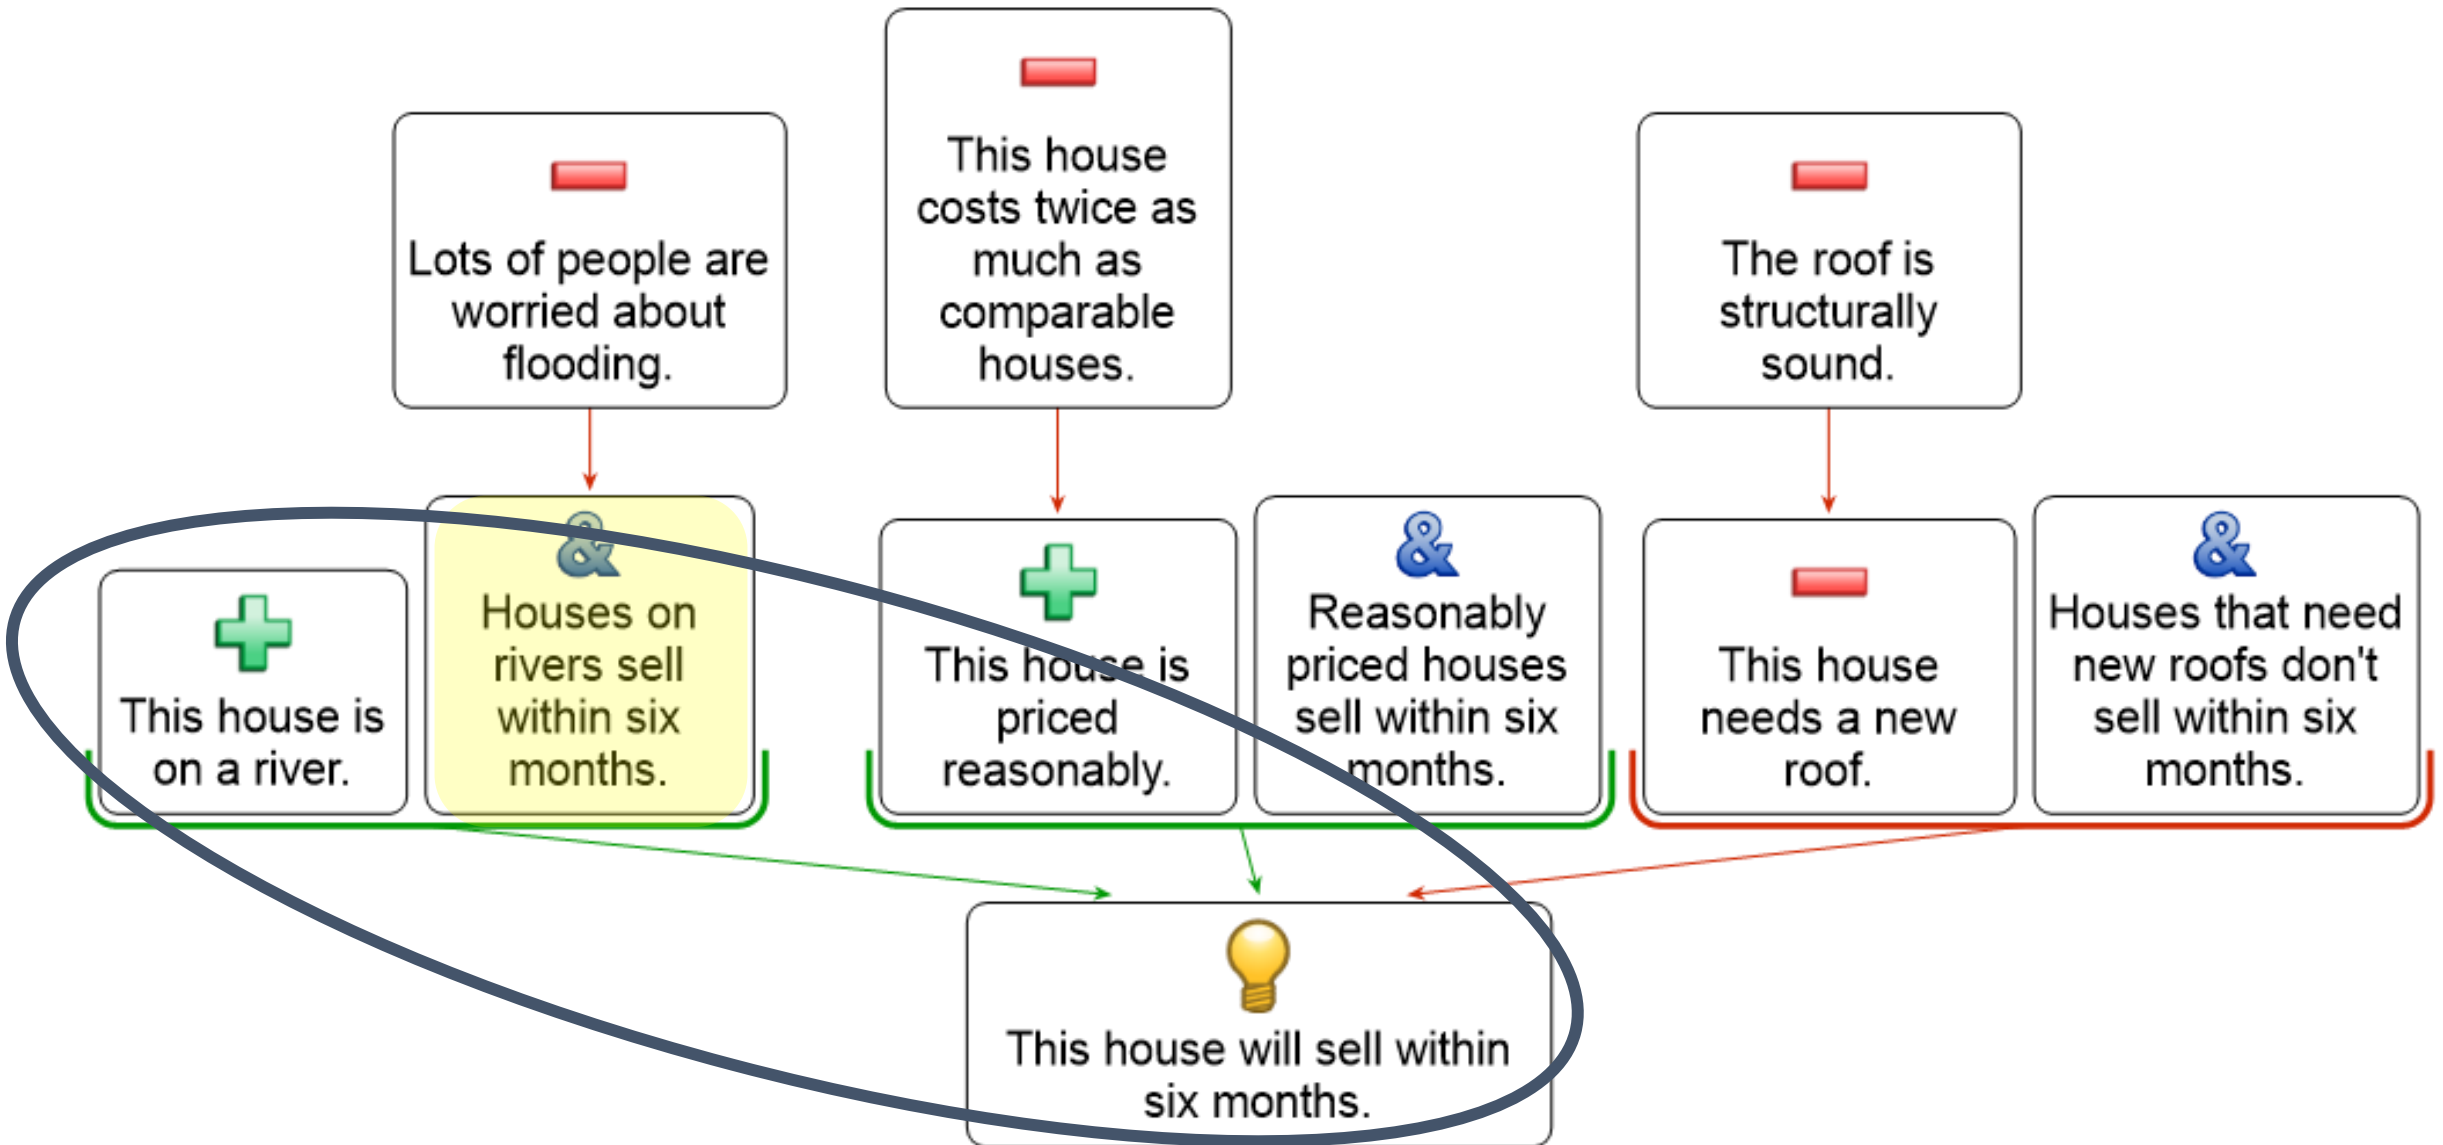 Lots of people are
worried about
flooding.
This house
costs twice as
much as
comparable
houses.
The roof is
structurally
sound.
This house is
on a river.
&
Houses on
rivers sell
within six
months.
This house is
priced
reasonably.
&
Reasonably
priced houses
sell within six
months.
This house
needs a new
roof.
&
Houses that need
new roofs don't
sell within six
months.
This house will sell within
six months.